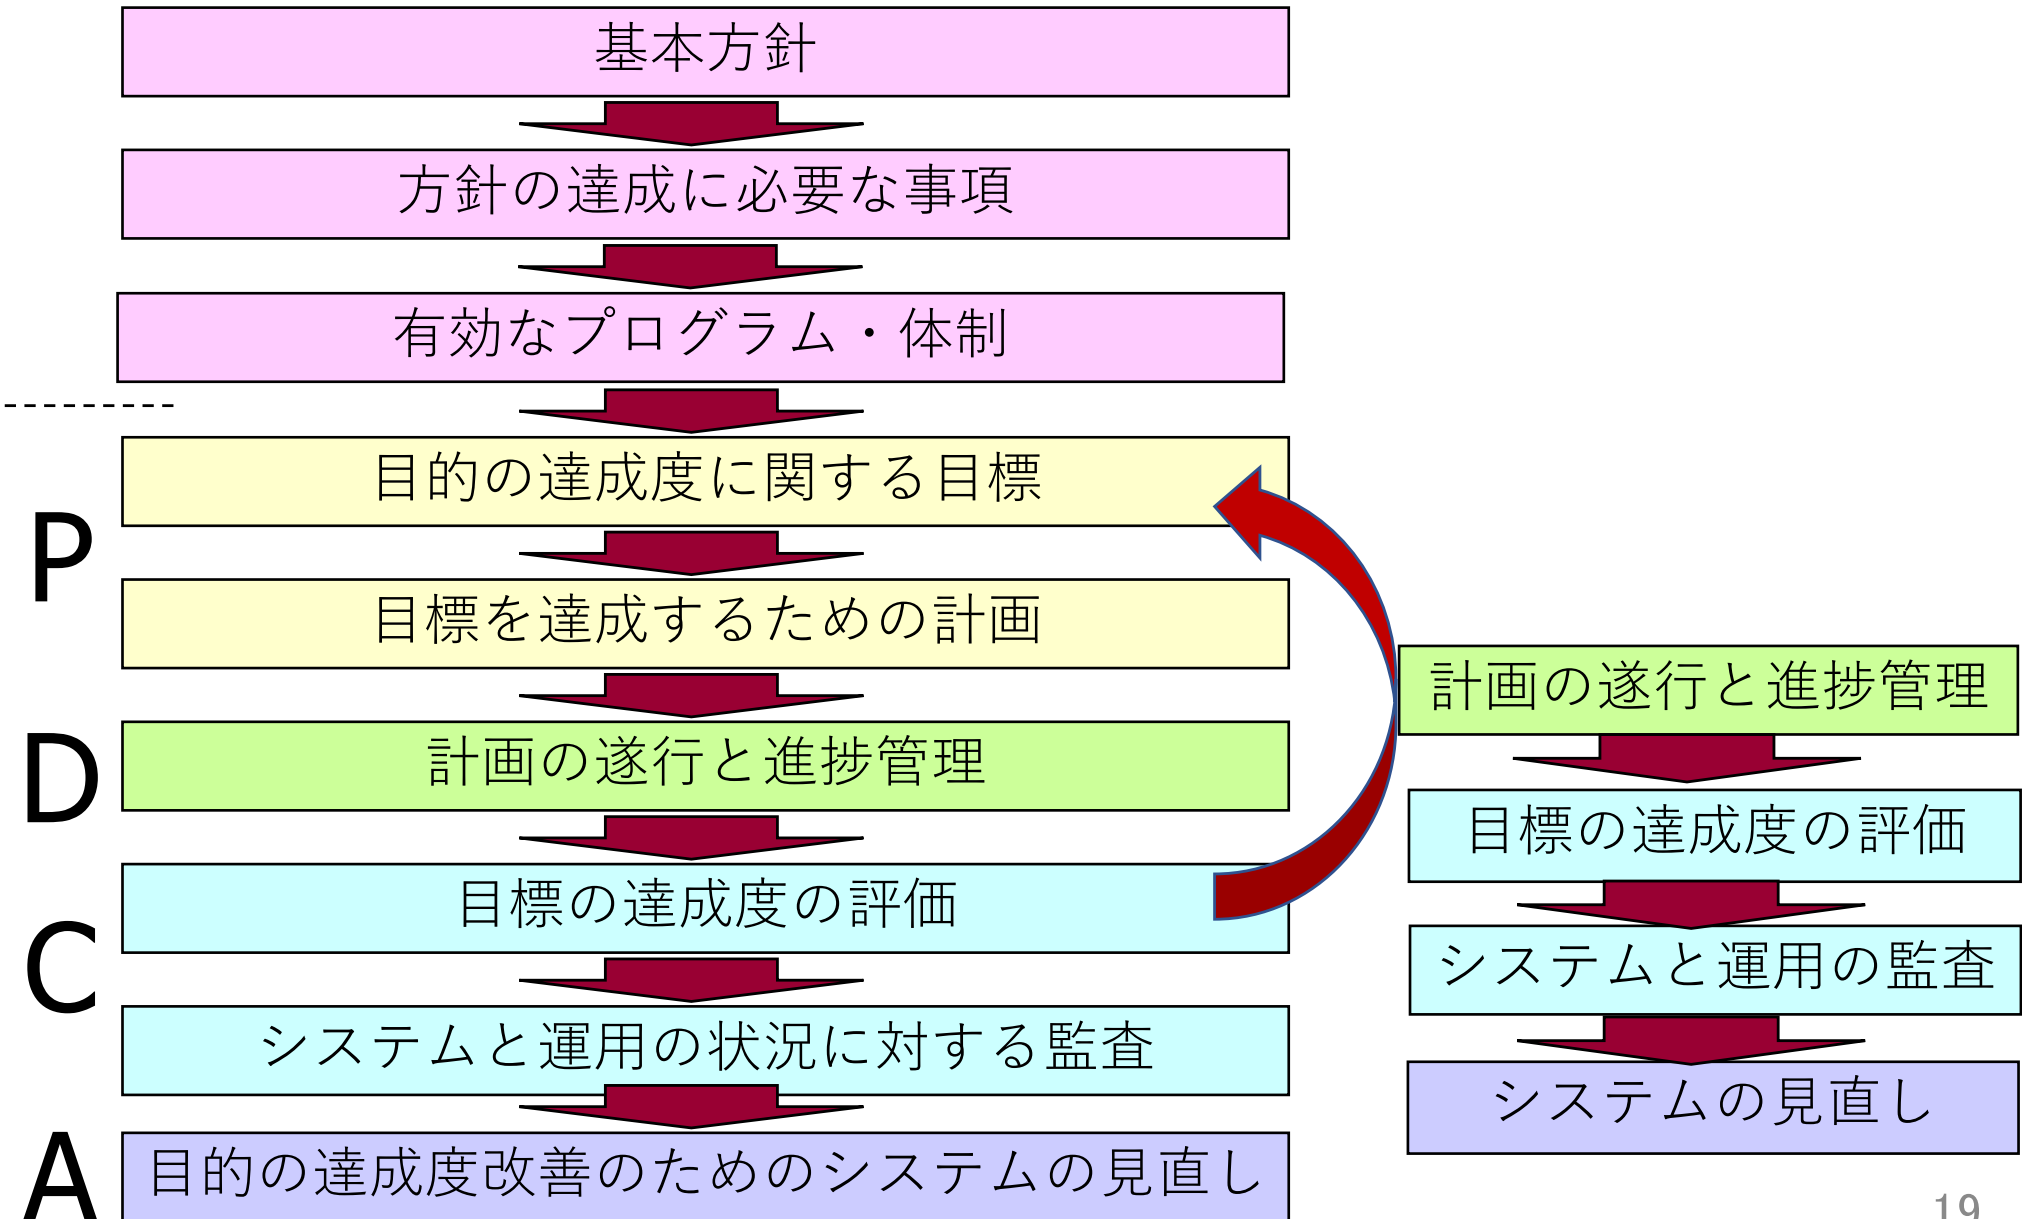 基本方針
方針の達成に必要な事項
有効なプログラム・体制
目的の達成度に関する目標
P
目標を達成するための計画
D
計画の遂行と進捗管理
C
目標の達成度の評価
システムと運用の状況に対する監査
A
目的の達成度改善のためのシステムの見直し
計画の遂行と進捗管理
目標の達成度の評価
システムと運用の監査
システムの見直し
19